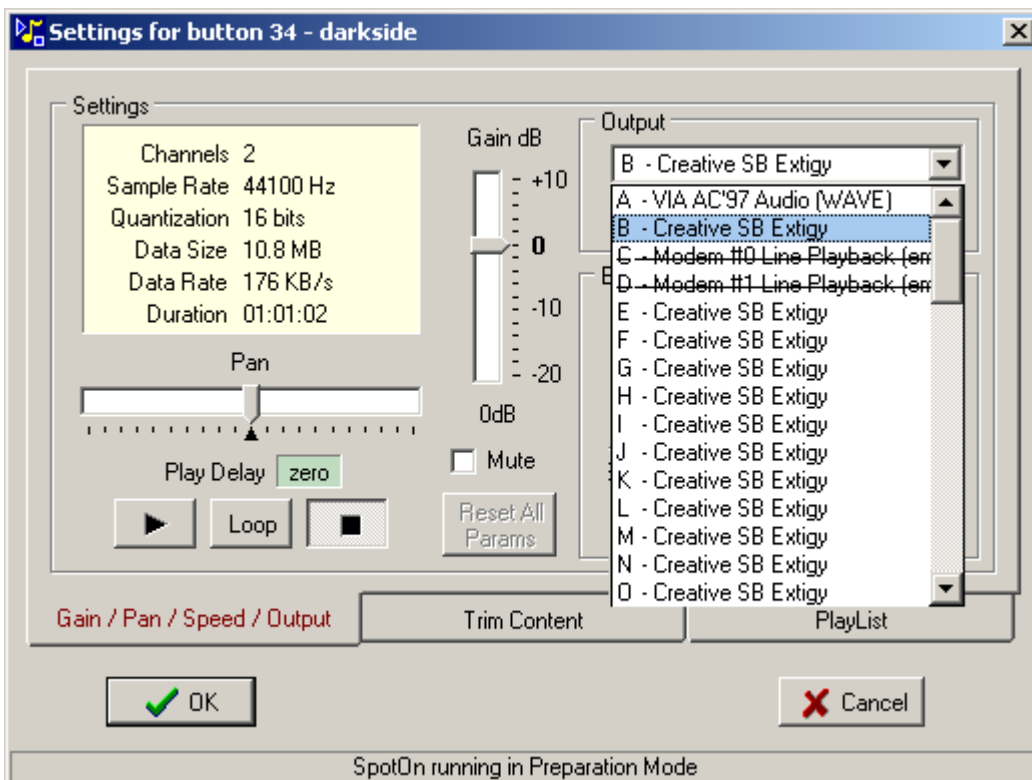 Settings for button 34 - darkside
Settings
Channels 2
Sample Rate 44100 Hz
Quantization 16 bits
Data Size 10.8 MB
Data Rate 176 KB/s
Duration 01:01:02
Pan
Play Delay zero
Loop
Gain dB
+10
0
-10
-20
0dB
Mute
Reset All
Params
Output
B - Creative SB Extigy
A - VIA AC'97 Audio (WAVE)
B - Creative SB Extigy
C - Modem #0 Line Playback (em
D - Modem #1 Line Playback (em
E - Creative SB Extigy
F - Creative SB Extigy
G - Creative SB Extigy
H - Creative SB Extigy
I - Creative SB Extigy
J - Creative SB Extigy
K - Creative SB Extigy
L - Creative SB Extigy
M - Creative SB Extigy
N - Creative SB Extigy
O - Creative SB Extigy
Gain / Pan / Speed / Output
Trim Content
PlayList
OK
Cancel
SpotOn running in Preparation Mode